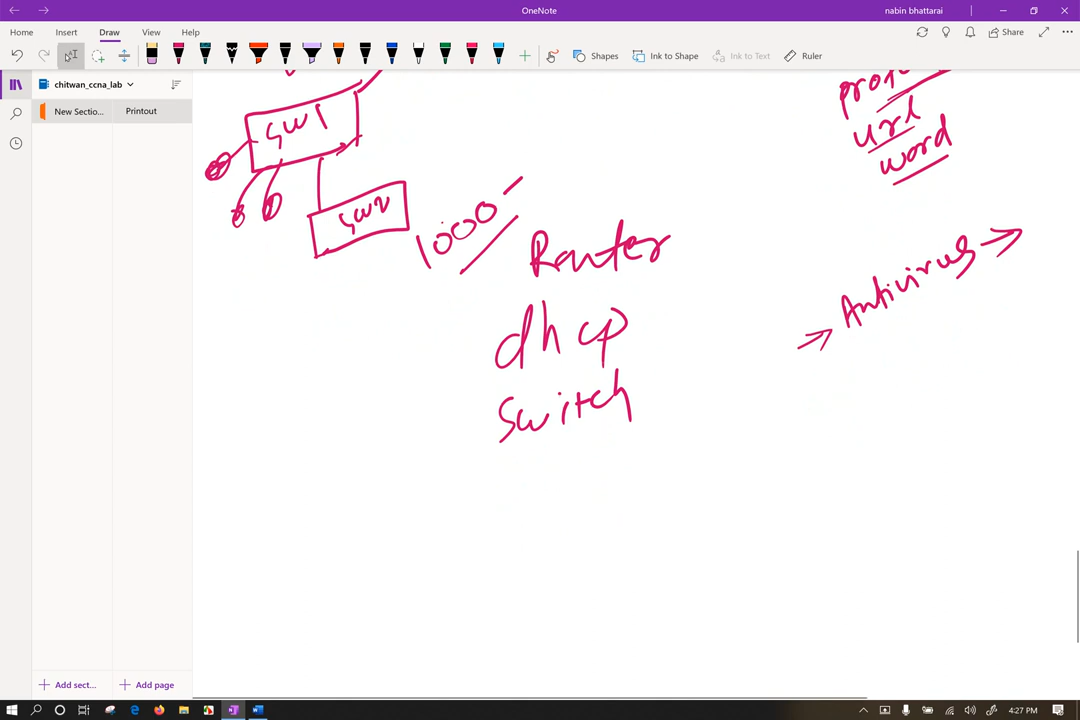 OneNote
nabin bhattarai
Home Insert Draw View Help
Share
Shapes Ink to Shape Ink to Text Ruler
chitwan_ccna_lab
New Sectio...
Printout
SW1
SW2
1000
Router
dhcp
Switch
url
word
Antivirus
Add sect...
Add page
4:27 PM